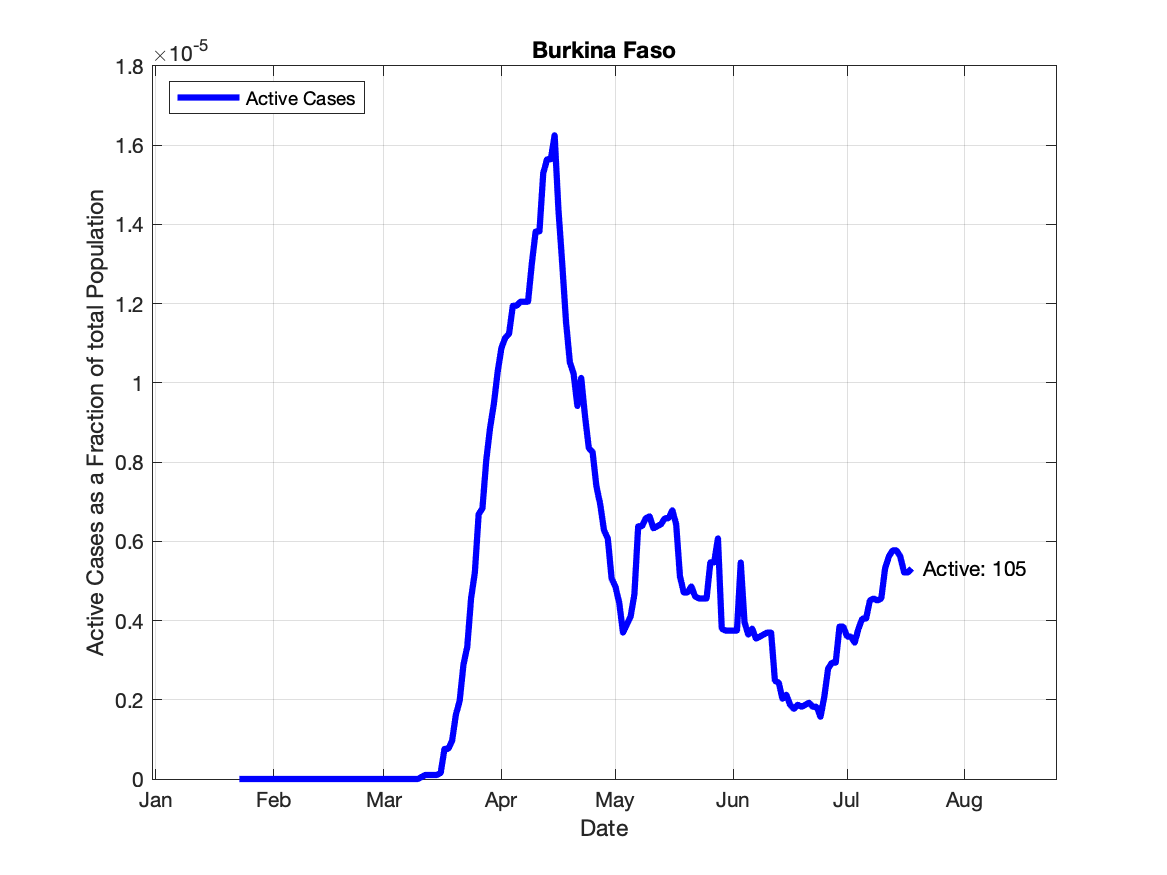 ×10-5
Burkina Faso
1.8
Active Cases
1.6
1.4
1.2
1
0.8
0.6
0.4
0.2
0
Active Cases as a Fraction of total Population
Active: 105
Jan Feb Mar Apr May Jun Jul Aug
Date